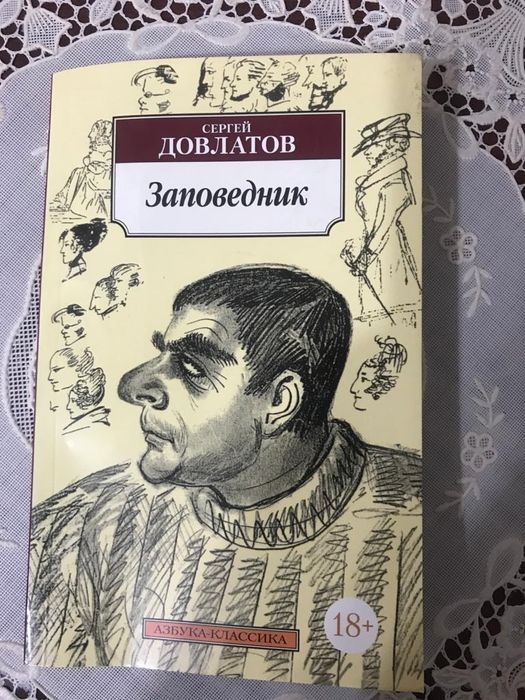 СЕРГЕЙ
ДОВЛАТОВ
Заповедник
АЗБУКА-КЛАССИКА
18+